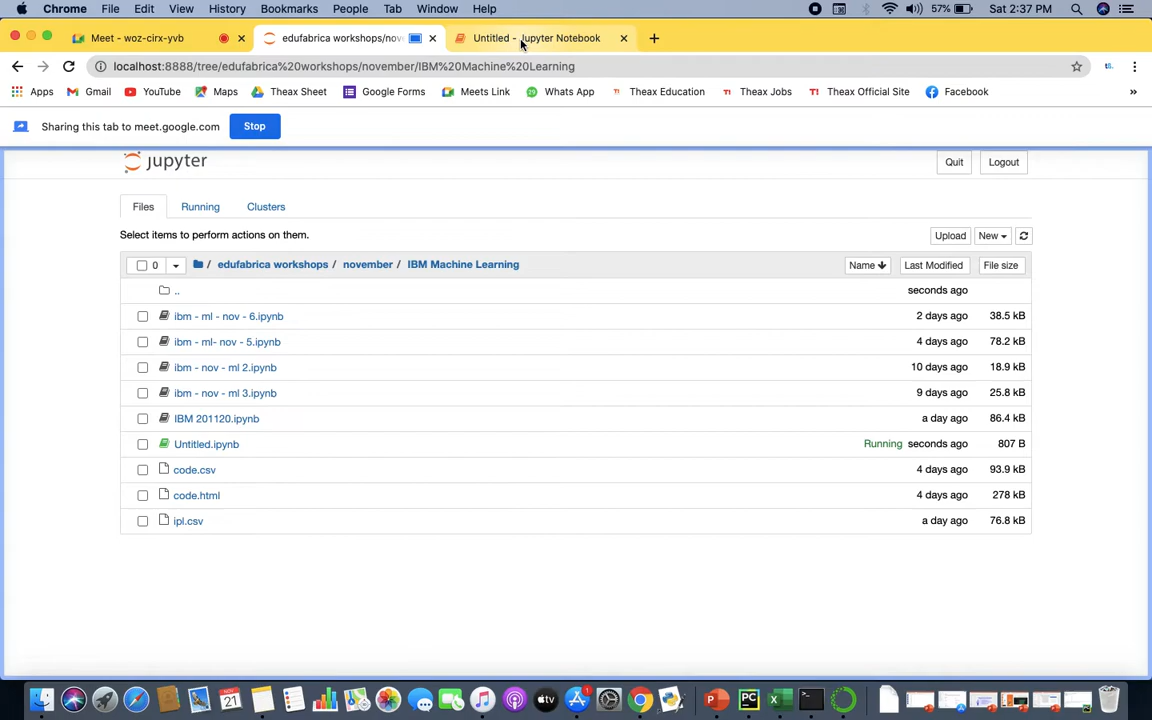 Chrome File Edit View History Bookmarks People Tab Window Help 57% Sat 2:37 PM
Meet - woz-cirx-yvb edufabrica workshops/nov Untitled - Jupyter Notebook
localhost:8888/tree/edufabrica%20workshops/november/IBM%20Machine%20Learning
Apps Gmail YouTube Maps Theax Sheet Google Forms Meets Link Whats App Theax Education Theax Jobs Theax Official Site Facebook »
Sharing this tab to meet.google.com Stop
jupyter Quit Logout
Files Running Clusters
Select items to perform actions on them. Upload New
0 / edufabrica workshops / november / IBM Machine Learning Name Last Modified File size
.. seconds ago
ibm - ml - nov - 6.ipynb 2 days ago 38.5 kB
ibm - ml- nov - 5.ipynb 4 days ago 78.2 kB
ibm - nov - ml 2.ipynb 10 days ago 18.9 kB
ibm - nov - ml 3.ipynb 9 days ago 25.8 kB
IBM 201120.ipynb a day ago 86.4 kB
Untitled.ipynb Running seconds ago 807 B
code.csv 4 days ago 93.9 kB
code.html 4 days ago 278 kB
ipl.csv a day ago 76.8 kB
NOV 21 tv 1 PC